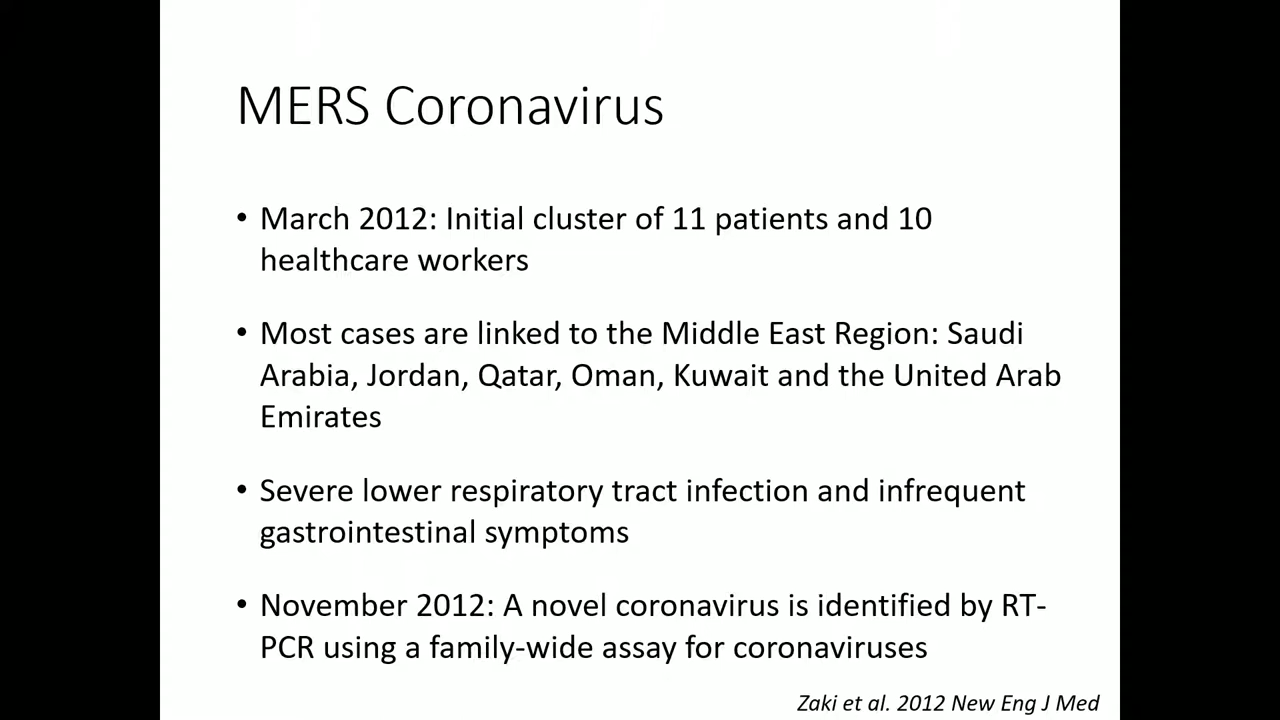 MERS Coronavirus
• March 2012: Initial cluster of 11 patients and 10
healthcare workers
• Most cases are linked to the Middle East Region: Saudi
Arabia, Jordan, Qatar, Oman, Kuwait and the United Arab
Emirates
• Severe lower respiratory tract infection and infrequent
gastrointestinal symptoms
• November 2012: A novel coronavirus is identified by RT-
PCR using a family-wide assay for coronaviruses
Zaki et al. 2012 New Eng J Med